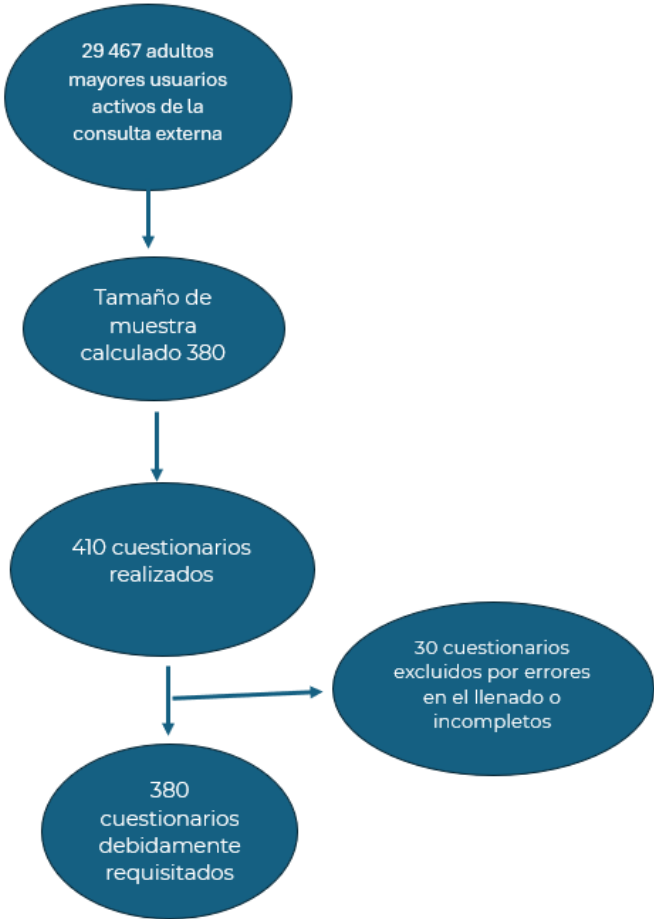 29 467 adultos
mayores usuarios
activos de la
consulta externa
Tamaño de
muestra
calculado 380
410 cuestionarios
realizados
30 cuestionarios
excluidos por errores
en el llenado o
incompletos
380
cuestionarios
debidamente
requisitados